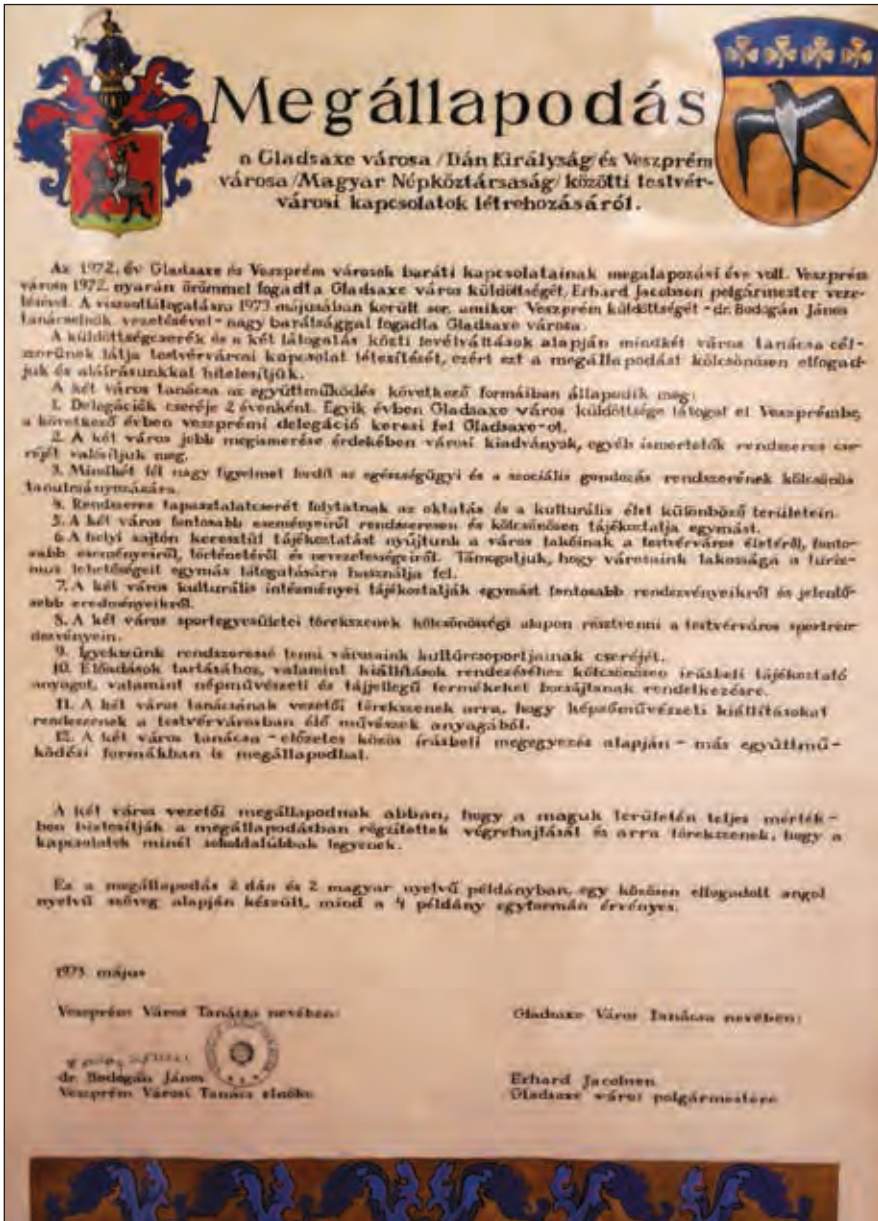 Megállapodás
a Gladsaxe városa /Dán Királyság/ és Veszprém
városa /Magyar Népköztársaság/ közötti testvér-
városi kapcsolatok létrehozásáról.
Az 1972. év Gladsaxe és Veszprém városok baráti kapcsolatainak megalapozási éve volt. Veszprém
városa 1972. nyarán örömmel fogadta Gladsaxe város küldöttségét, Erhard Jacobsen polgármester veze-
tésével. A viszontlátogatásra 1973 májusában került sor, amikor Veszprém küldöttségét - dr. Bodogán János
tanácselnök vezetésével - nagy barátsággal fogadta Gladsaxe városa.
A küldöttségcserék és a két látogatás közti levélváltások alapján mindkét város tanácsa cél-
szerűnek látja testvérvárosi kapcsolat létesítését, ezért ezt a megállapodást kölcsönösen elfogad-
juk és aláírásunkkal hitelesítjük.
A két város tanácsa az együttműködés következő formáiban állapodik meg:
1. Delegációk cseréje 2 évenként. Egyik évben Gladsaxe város küldöttsége látogat el Veszprémbe,
a következő évben veszprémi delegáció keresi fel Gladsaxe-ot.
2. A két város jobb megismerése érdekében városi kiadványok, egyéb ismertetők rendszeres cse-
réjét valósítjuk meg.
3. Mindkét fél nagy figyelmet fordít az egészségügyi és a szociális gondozás rendszerének kölcsönös
tanulmányozására.
4. Rendszeres tapasztalatcserét folytatnak az oktatás és a kulturális élet különböző területein.
5. A két város fontosabb eseményeiről rendszeresen és kölcsönösen tájékoztatja egymást.
6. A helyi sajtón keresztül tájékoztatást nyújtunk a város lakóinak a testvérváros életéről, fonto-
sabb eseményeiről, történetéről és nevezetességeiről. Támogatjuk, hogy városaink lakossága a turiz-
mus lehetőségeit egymás látogatására használja fel.
7. A két város kulturális intézményei tájékoztatják egymást fontosabb rendezvényeikről és jelentő-
sebb eredményeikről.
8. A két város sportegyesületei törekszenek kölcsönösségi alapon résztvenni a testvérváros sportren-
dezvényein.
9. Igyekszünk rendszeressé tenni városaink kultúrcsoportjainak cseréjét.
10. Előadások tartásához, valamint kiállítások rendezéséhez kölcsönösen írásbeli tájékoztató
anyagot, valamint népművészeti és tájjellegű termékeket bocsájtanak rendelkezésre.
11. A két város tanácsának vezetői törekszenek arra, hogy képzőművészeti kiállításokat
rendezzenek a testvérvárosban élő művészek anyagából.
12. A két város tanácsa - előzetes közös írásbeli megegyezés alapján - más együttmű-
ködési formákban is megállapodhat.
A két város vezetői megállapodnak abban, hogy a maguk területén teljes mérték-
ben biztosítják a megállapodásban rögzítettek végrehajtását és arra törekszenek, hogy a
kapcsolatok minél sokoldalúbbak legyenek.
Ez a megállapodás 2 dán és 2 magyar nyelvű példányban, egy közösen elfogadott angol
nyelvű szöveg alapján készült, mind a 4 példány egyformán érvényes.
1973. május
Veszprém Város Tanácsa nevében:
Gladsaxe Város Tanácsa nevében:
dr. Bodogán János
Veszprém Városi Tanács elnöke
Erhard Jacobsen
Gladsaxe város polgármestere